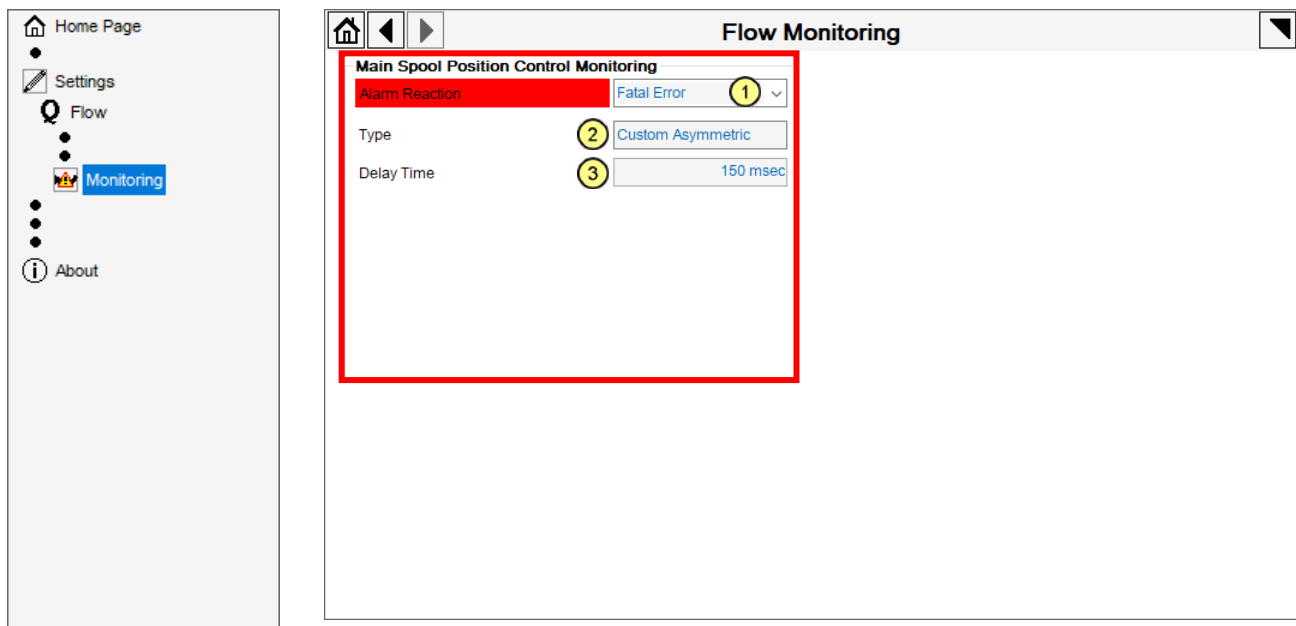 Home Page
Settings
Q Flow
Monitoring
About
Flow Monitoring
Main Spool Position Control Monitoring
Alarm Reaction Fatal Error 1
Type 2 Custom Asymmetric
Delay Time 3 150 msec